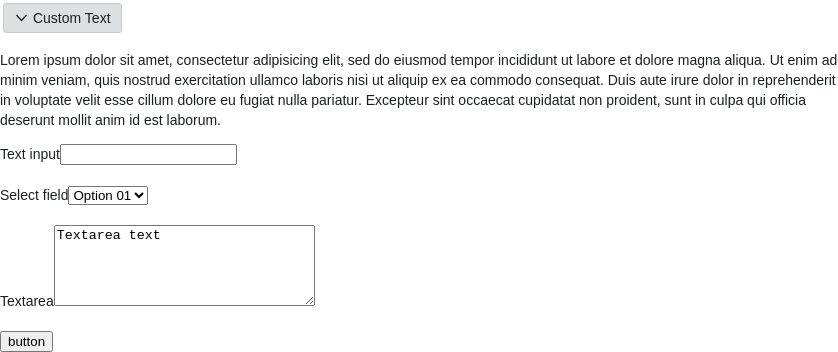 Custom Text
Lorem ipsum dolor sit amet, consectetur adipisicing elit, sed do eiusmod tempor incididunt ut labore et dolore magna aliqua. Ut enim ad
minim veniam, quis nostrud exercitation ullamco laboris nisi ut aliquip ex ea commodo consequat. Duis aute irure dolor in reprehenderit
in voluptate velit esse cillum dolore eu fugiat nulla pariatur. Excepteur sint occaecat cupidatat non proident, sunt in culpa qui officia
deserunt mollit anim id est laborum.
Text input
Select field Option 01
Textarea text
Textarea
button